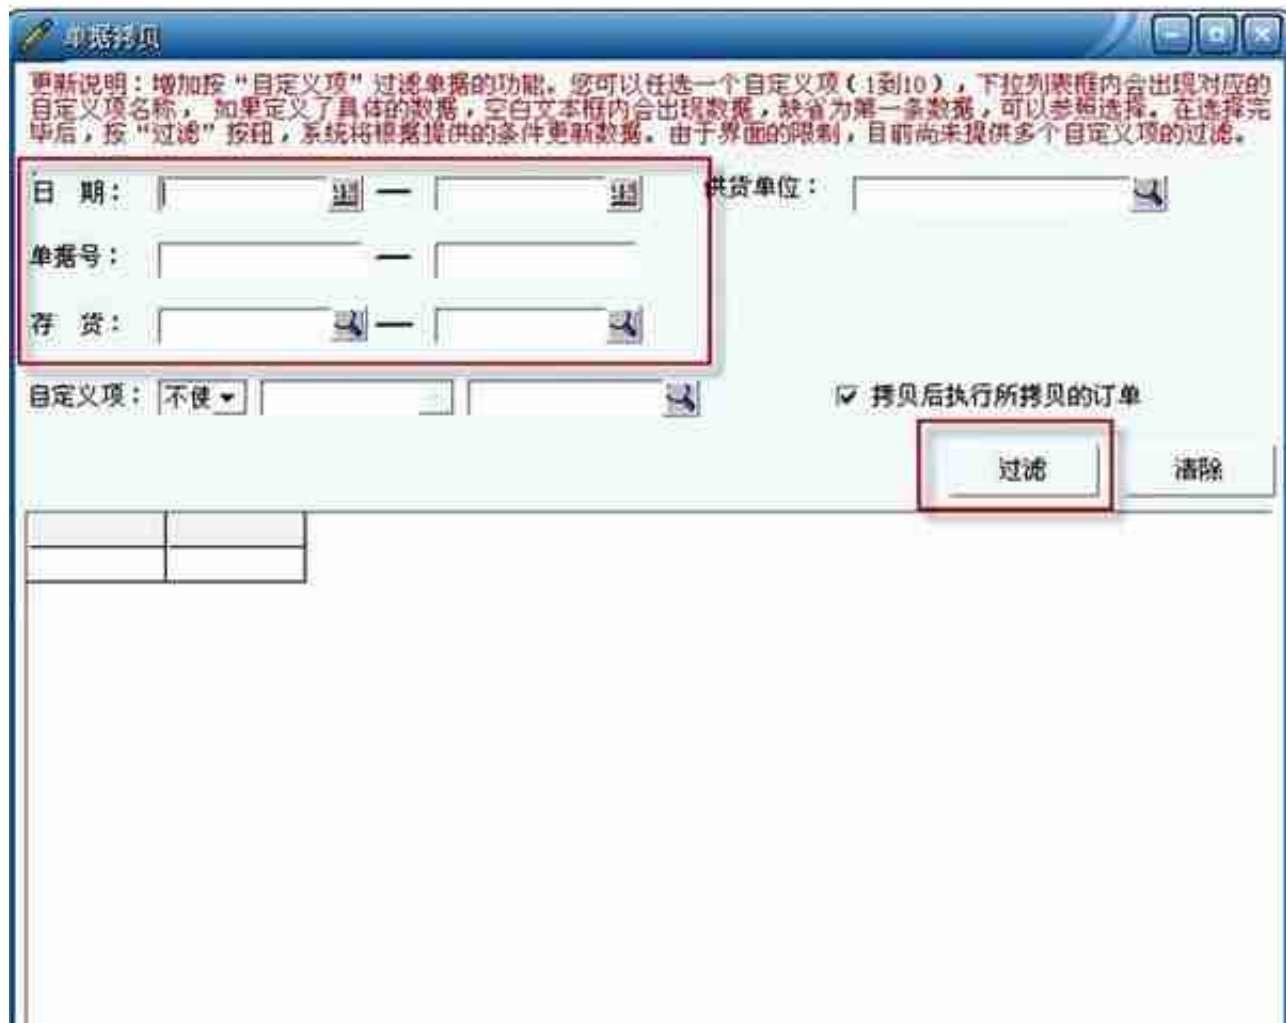 单据拷贝
更新说明：增加按“自定义项”过滤单据的功能。您可以任选一个自定义项（1到10），下拉列表框内会出现对应的
自定义项名称， 如果定义了具体的数据，空白文本框内会出现数据，缺省为第一条数据，可以参照选择。在选择完
毕后，按“过滤”按钮，系统将根据提供的条件更新数据。由于界面的限制，目前尚未提供多个自定义项的过滤。
日 期： — 供货单位：
单据号： —
存 货： —
自定义项： 不使 拷贝后执行所拷贝的订单
过滤 清除